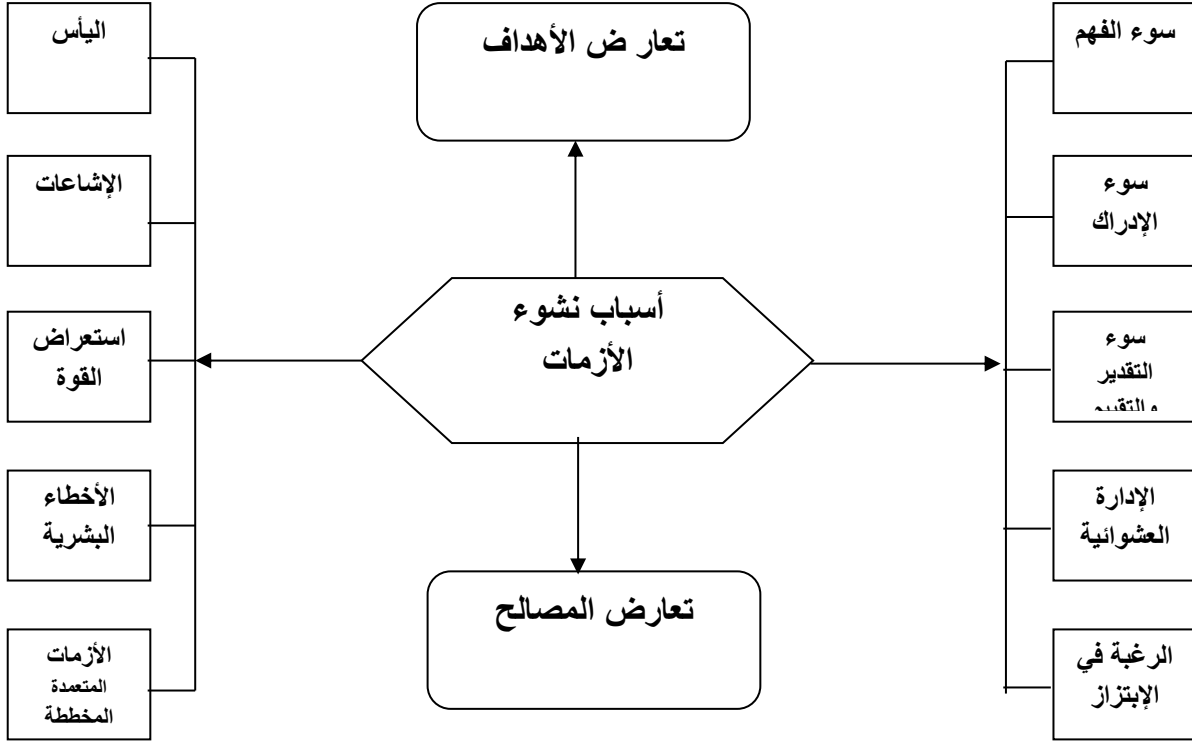 سوء الفهم
سوء
الإدراك
سوء
التقدير
والتقييم
الإدارة
العشوائية
الرغبة في
الإبتزاز
تعار ض الأهداف
أسباب نشوء
الأزمات
تعارض المصالح
اليأس
الإشاعات
استعراض
القوة
الأخطاء
البشرية
الأزمات
المتعمدة
المخططة